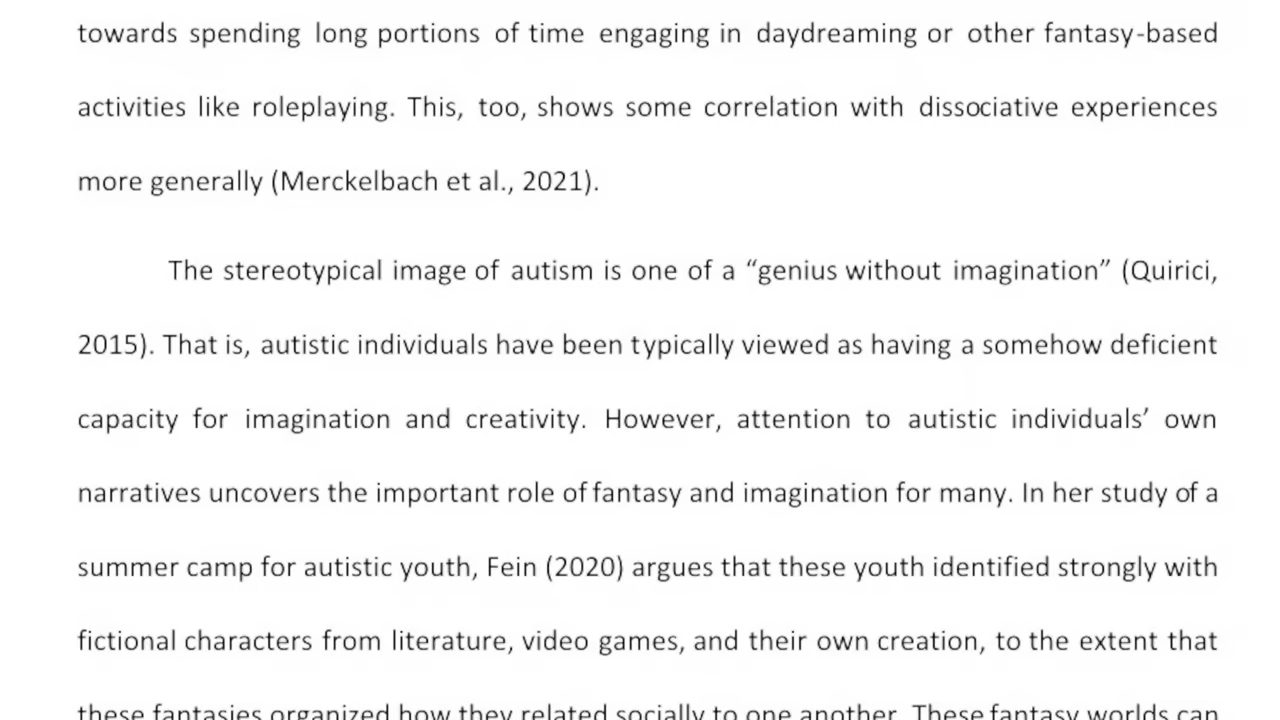 towards spending long portions of time engaging in daydreaming or other fantasy-based
activities like roleplaying. This, too, shows some correlation with dissociative experiences
more generally (Merckelbach et al., 2021).
The stereotypical image of autism is one of a “genius without imagination” (Quirici,
2015). That is, autistic individuals have been typically viewed as having a somehow deficient
capacity for imagination and creativity. However, attention to autistic individuals’ own
narratives uncovers the important role of fantasy and imagination for many. In her study of a
summer camp for autistic youth, Fein (2020) argues that these youth identified strongly with
fictional characters from literature, video games, and their own creation, to the extent that
these fantasies organized how they related socially to one another. These fantasy worlds can